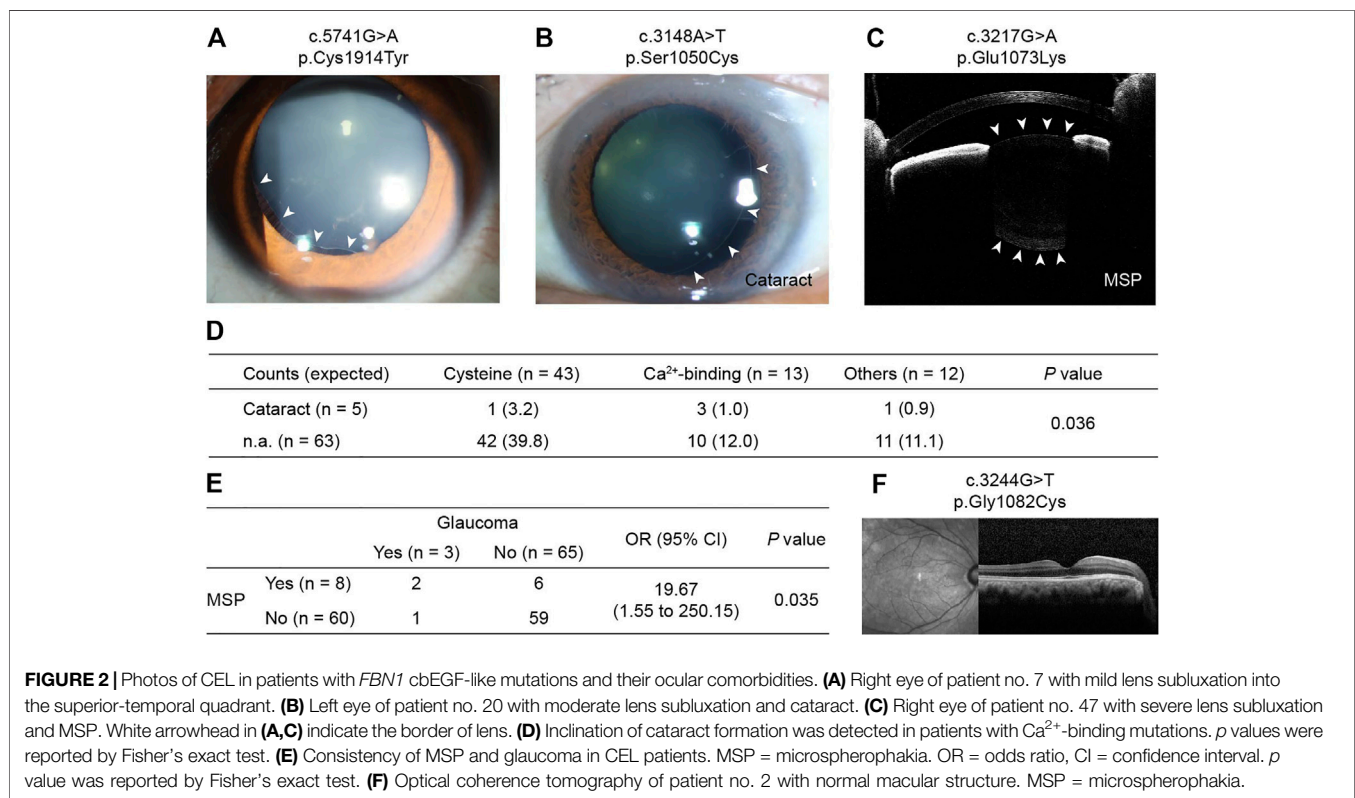 A
c.5741G>A
p.Cys1914Tyr
B
c.3148A>T
p.Ser1050Cys
Cataract
C
c.3217G>A
p.Glu1073Lys
MSP
D
Counts (expected) Cysteine (n = 43) Ca²⁺-binding (n = 13) Others (n = 12) P value
Cataract (n = 5) 1 (3.2) 3 (1.0) 1 (0.9) 0.036
n.a. (n = 63) 42 (39.8) 10 (12.0) 11 (11.1)
E
Glaucoma
Yes (n = 3) No (n = 65) OR (95% CI) P value
MSP
Yes (n = 8) 2 6
No (n = 60) 1 59
19.67
(1.55 to 250.15)
0.035
F
c.3244G>T
p.Gly1082Cys
FIGURE 2 | Photos of CEL in patients with FBN1 cbEGF-like mutations and their ocular comorbidities. (A) Right eye of patient no. 7 with mild lens subluxation into
the superior-temporal quadrant. (B) Left eye of patient no. 20 with moderate lens subluxation and cataract. (C) Right eye of patient no. 47 with severe lens subluxation
and MSP. White arrowhead in (A,C) indicate the border of lens. (D) Inclination of cataract formation was detected in patients with Ca²⁺-binding mutations. p values were
reported by Fisher's exact test. (E) Consistency of MSP and glaucoma in CEL patients. MSP = microspherophakia. OR = odds ratio, CI = confidence interval. p
value was reported by Fisher's exact test. (F) Optical coherence tomography of patient no. 2 with normal macular structure. MSP = microspherophakia.